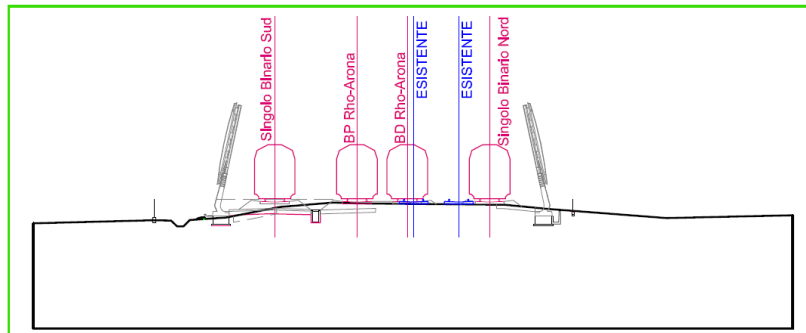 Singolo Binario Sud
BP Rho-Arona
BD Rho-Arona
ESISTENTE
ESISTENTE
Singolo Binario Nord